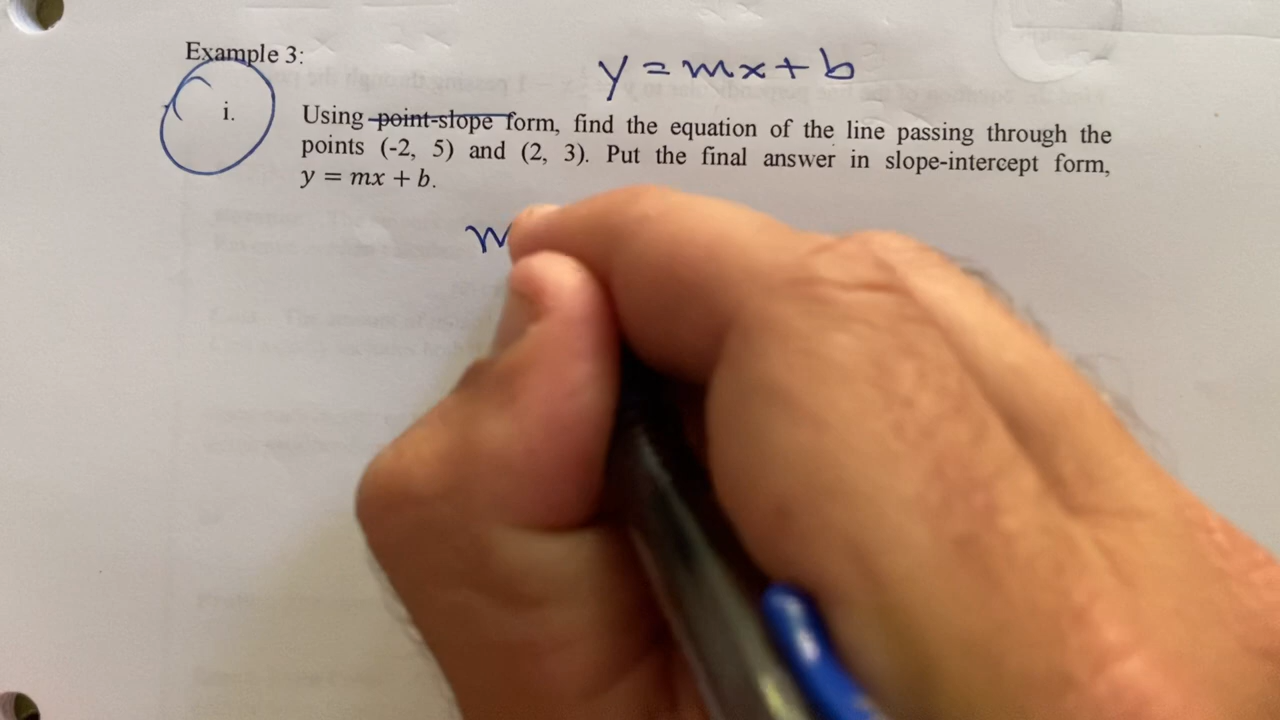 Example 3:
y = mx + b
i.
Using point-slope form, find the equation of the line passing through the
points (-2, 5) and (2, 3). Put the final answer in slope-intercept form,
y = mx + b.
m